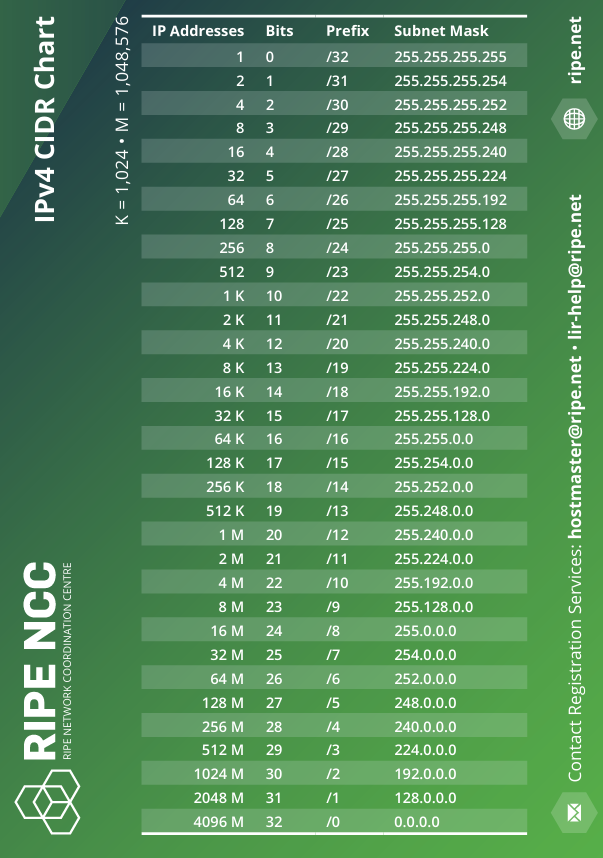 IPv4 CIDR Chart
K = 1,024 • M = 1,048,576
IP Addresses Bits Prefix Subnet Mask
1 0 /32 255.255.255.255
2 1 /31 255.255.255.254
4 2 /30 255.255.255.252
8 3 /29 255.255.255.248
16 4 /28 255.255.255.240
32 5 /27 255.255.255.224
64 6 /26 255.255.255.192
128 7 /25 255.255.255.128
256 8 /24 255.255.255.0
512 9 /23 255.255.254.0
1 K 10 /22 255.255.252.0
2 K 11 /21 255.255.248.0
4 K 12 /20 255.255.240.0
8 K 13 /19 255.255.224.0
16 K 14 /18 255.255.192.0
32 K 15 /17 255.255.128.0
64 K 16 /16 255.255.0.0
128 K 17 /15 255.254.0.0
256 K 18 /14 255.252.0.0
512 K 19 /13 255.248.0.0
1 M 20 /12 255.240.0.0
2 M 21 /11 255.224.0.0
4 M 22 /10 255.192.0.0
8 M 23 /9 255.128.0.0
16 M 24 /8 255.0.0.0
32 M 25 /7 254.0.0.0
64 M 26 /6 252.0.0.0
128 M 27 /5 248.0.0.0
256 M 28 /4 240.0.0.0
512 M 29 /3 224.0.0.0
1024 M 30 /2 192.0.0.0
2048 M 31 /1 128.0.0.0
4096 M 32 /0 0.0.0.0
RIPE NCC
RIPE NETWORK COORDINATION CENTRE
Contact Registration Services: hostmaster@ripe.net • lir-help@ripe.net
ripe.net